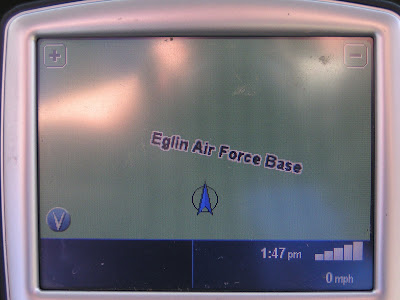 + -
Eglin Air Force Base
V
1:47 pm
0 mph